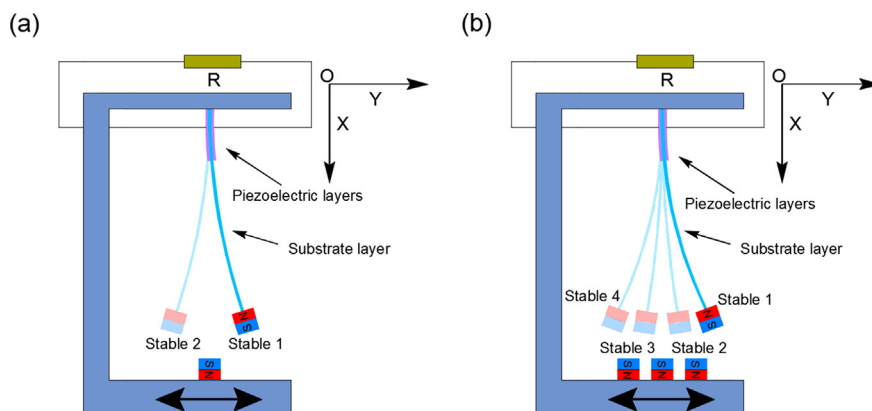 (a)
R
O
Y
X
Piezoelectric layers
Substrate layer
N
S
Stable 2
Stable 1
S
N
(b)
R
O
Y
X
Piezoelectric layers
Substrate layer
Stable 4
Stable 1
N
S
Stable 3
Stable 2
S
S
S
N
N
N